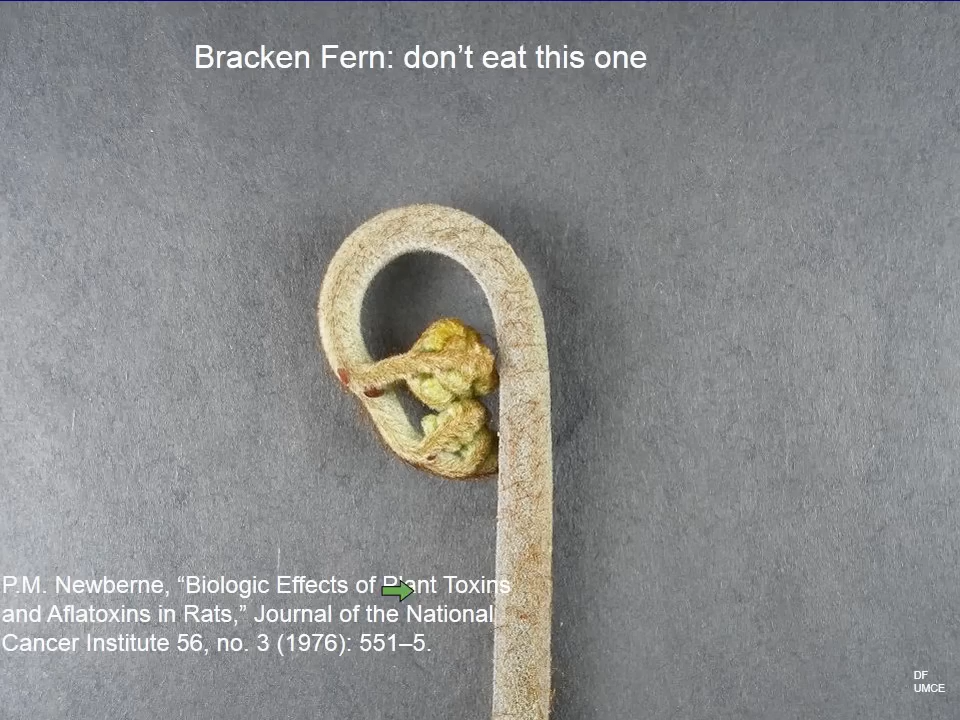 Bracken Fern: don’t eat this one
P.M. Newberne, “Biologic Effects of Plant Toxins
and Aflatoxins in Rats,” Journal of the National
Cancer Institute 56, no. 3 (1976): 551–5.
DF
UMCE